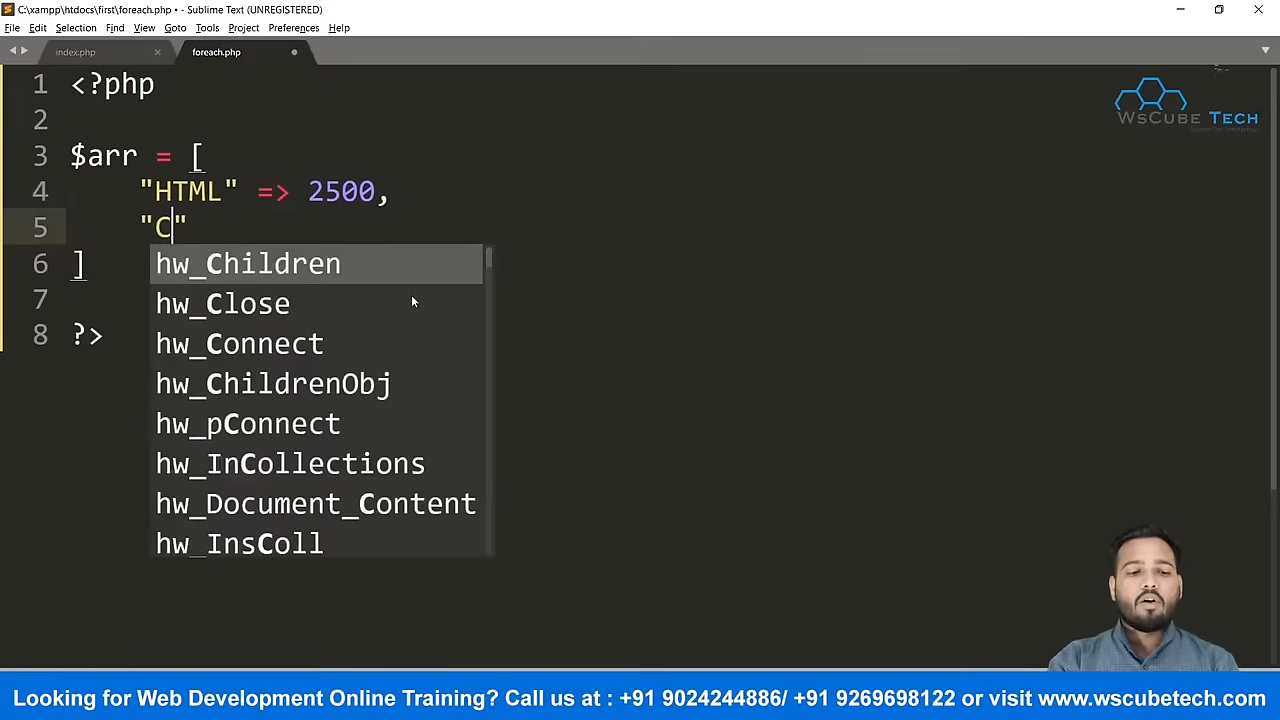 C:\xampp\htdocs\first\foreach.php • - Sublime Text (UNREGISTERED)
File Edit Selection Find View Goto Tools Project Preferences Help
index.php foreach.php
1 <?php
2
3 $arr = [
4 "HTML" => 2500,
5 "C"
6 ]
7
8 ?>
hw_Children
hw_Close
hw_Connect
hw_ChildrenObj
hw_pConnect
hw_InCollections
hw_Document_Content
hw_InsColl
WsCube Tech
Looking for Web Development Online Training? Call us at : +91 9024244886/ +91 9269698122 or visit www.wscubetech.com